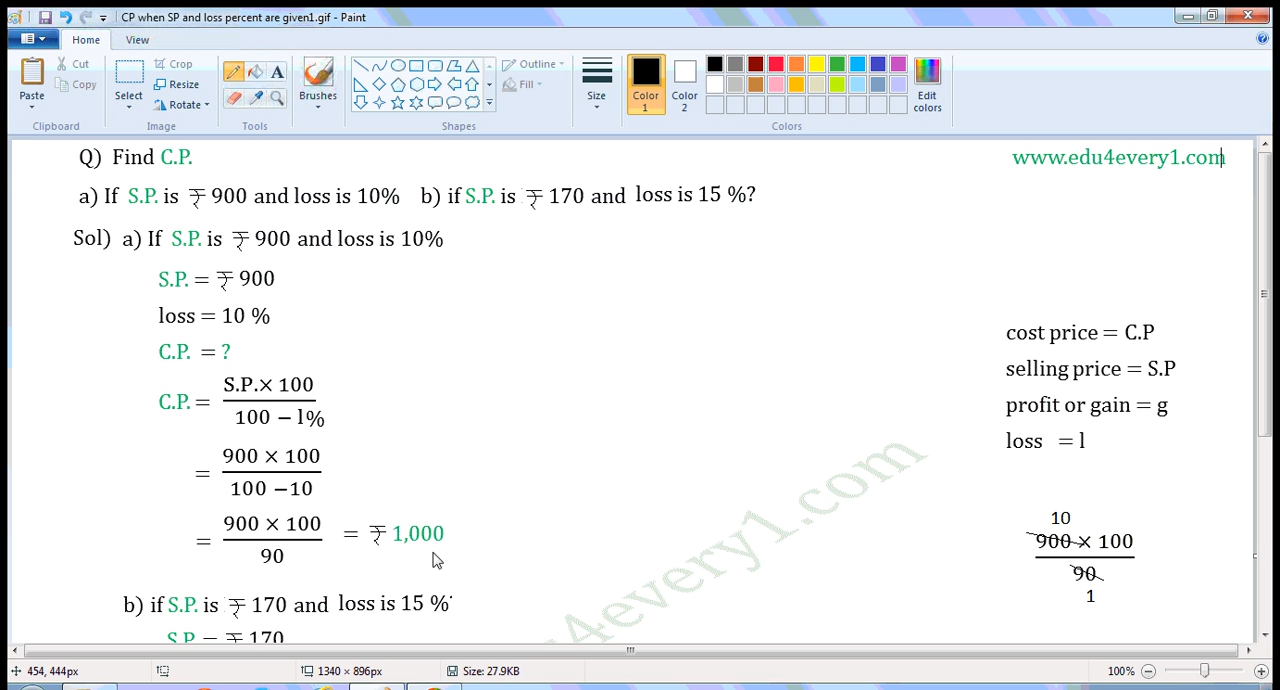 CP when SP and loss percent are given1.gif - Paint
Home View
Paste Cut Copy Select Crop Resize Rotate Brushes Outline Fill Size Color 1 Color 2 Edit colors
Clipboard Image Tools Shapes Colors
Q) Find C.P. www.edu4every1.com
a) If S.P. is ₹ 900 and loss is 10% b) if S.P. is ₹ 170 and loss is 15 %?
Sol) a) If S.P. is ₹ 900 and loss is 10%
S.P. = ₹ 900
loss = 10 %
C.P. = ?
C.P. = S.P.× 100 / 100 − l%
= 900 × 100 / 100 −10
= 900 × 100 / 90 = ₹ 1,000
b) if S.P. is ₹ 170 and loss is 15 %
S.P. = ₹ 170
cost price = C.P
selling price = S.P
profit or gain = g
loss = l
10
900 × 100
90
1
4every1.com
454, 444px 1340 × 896px Size: 27.9KB 100%